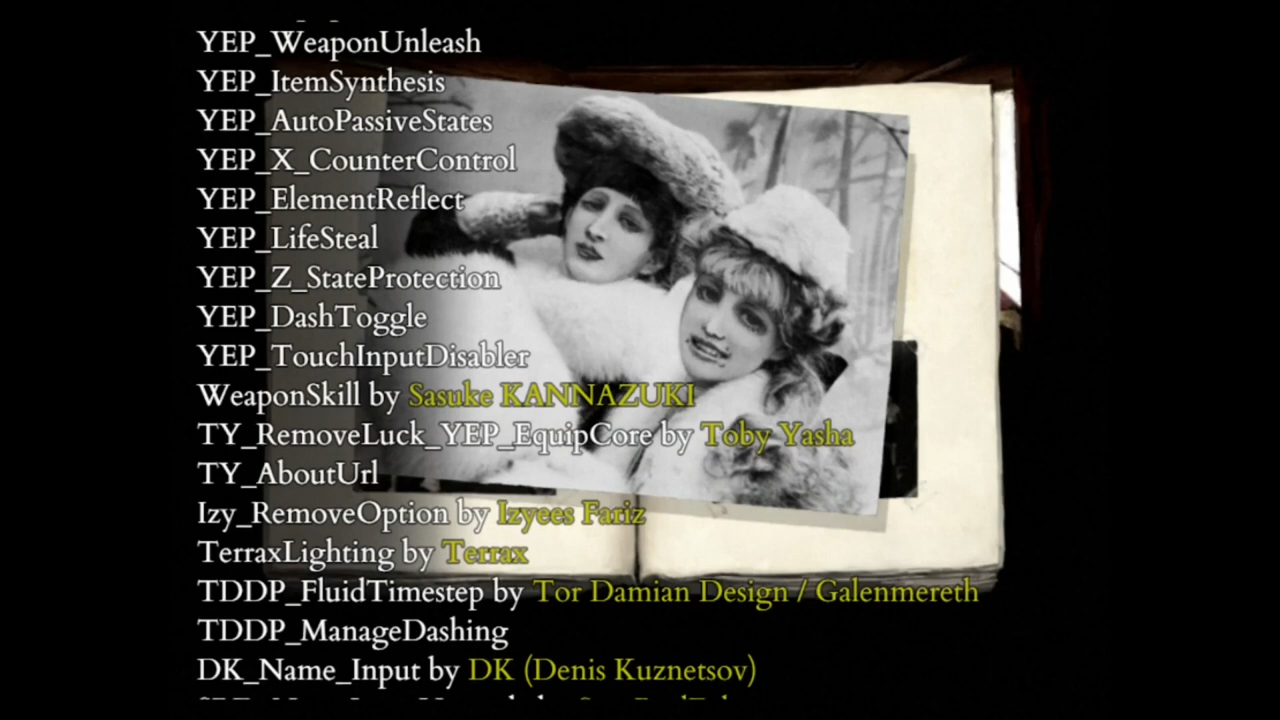 YEP_WeaponUnleash
YEP_ItemSynthesis
YEP_AutoPassiveStates
YEP_X_CounterControl
YEP_ElementReflect
YEP_LifeSteal
YEP_Z_StateProtection
YEP_DashToggle
YEP_TouchInputDisabler
WeaponSkill by Sasuke KANNAZUKI
TY_RemoveLuck_YEP_EquipCore by Toby Yasha
TY_AboutUrl
Izy_RemoveOption by Izyees Fariz
TerraxLighting by Terrax
TDDP_FluidTimestep by Tor Damian Design / Galenmereth
TDDP_ManageDashing
DK_Name_Input by DK (Denis Kuznetsov)